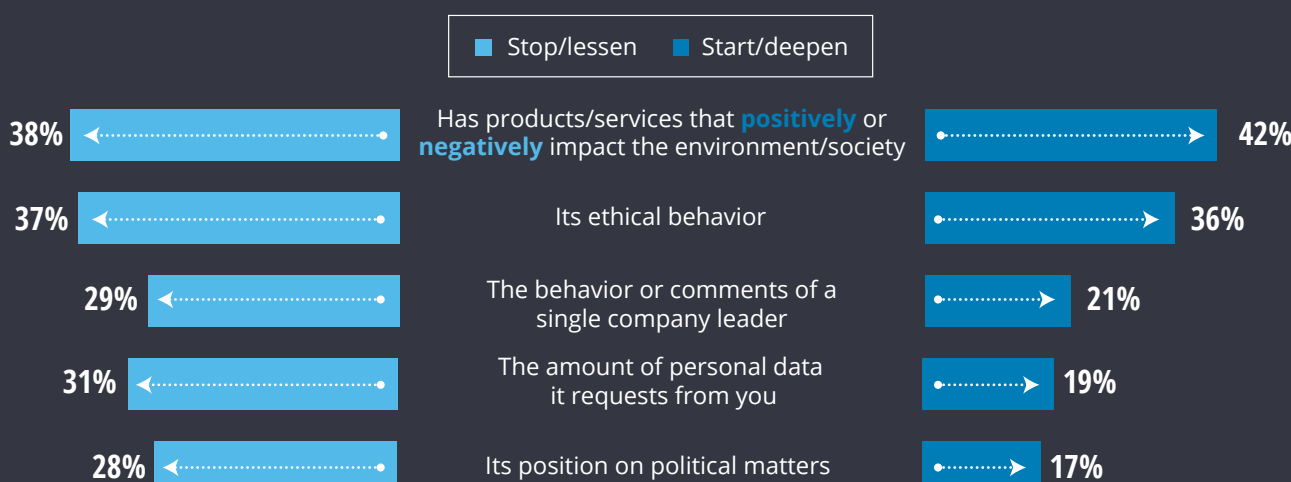 Stop/lessen Start/deepen
38%
Has products/services that positively or
negatively impact the environment/society
42%
37%
Its ethical behavior
36%
29%
The behavior or comments of a
single company leader
21%
31%
The amount of personal data
it requests from you
19%
28%
Its position on political matters
17%